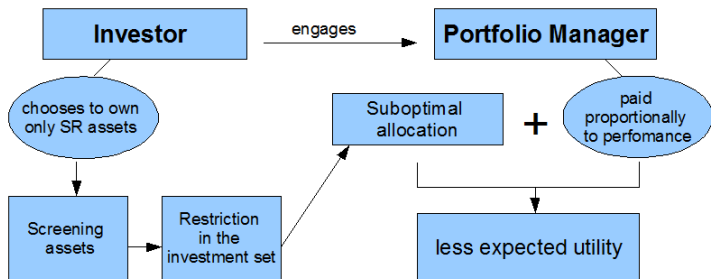 Investor
engages
Portfolio Manager
chooses to own
only SR assets
Suboptimal
allocation
+
paid
proportionally
to perfomance
Screening
assets
Restriction
in the
investment set
less expected utility